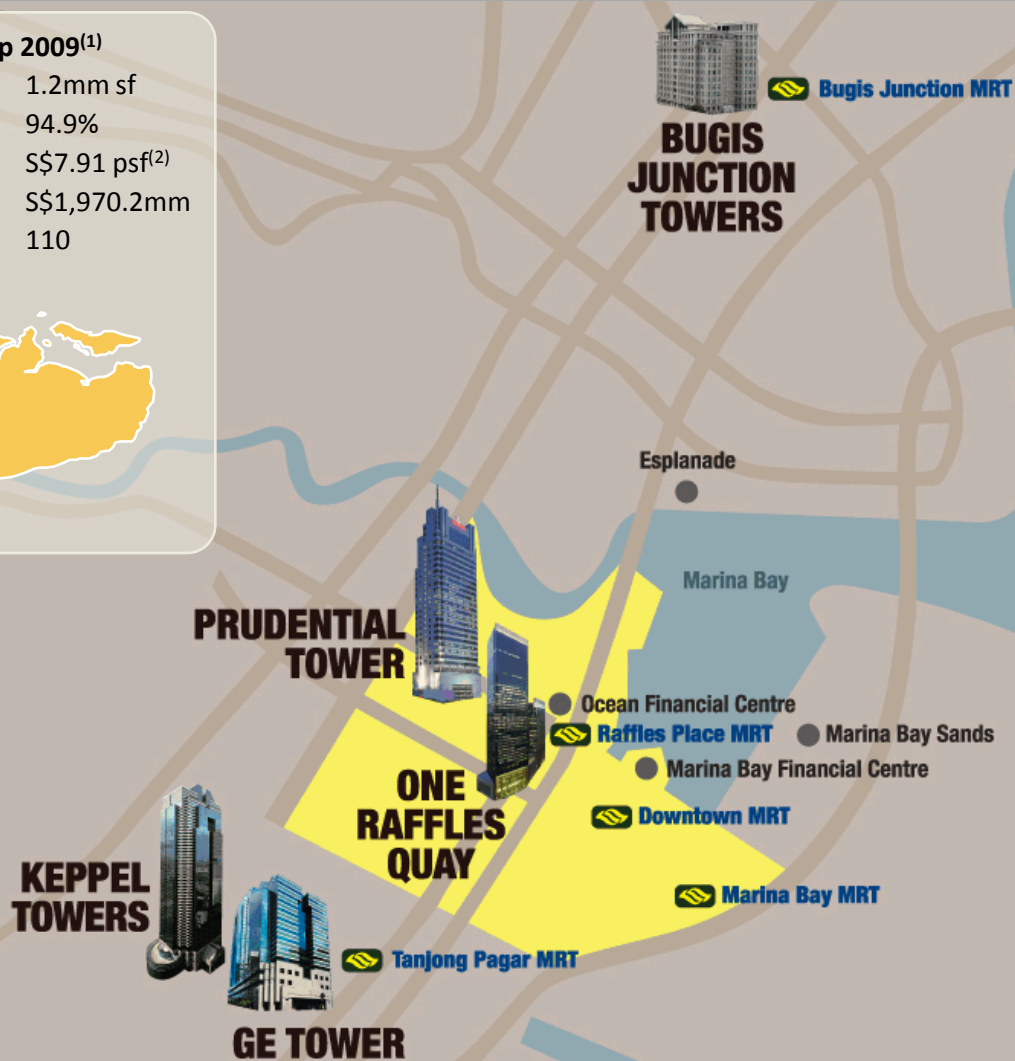 p 2009(1)
1.2mm sf
94.9%
S$7.91 psf(2)
S$1,970.2mm
110
Bugis Junction MRT
BUGIS
JUNCTION
TOWERS
Esplanade
Marina Bay
PRUDENTIAL
TOWER
Ocean Financial Centre
Raffles Place MRT
Marina Bay Sands
Marina Bay Financial Centre
ONE
RAFFLES
QUAY
Downtown MRT
KEPPEL
TOWERS
Marina Bay MRT
Tanjong Pagar MRT
GE TOWER